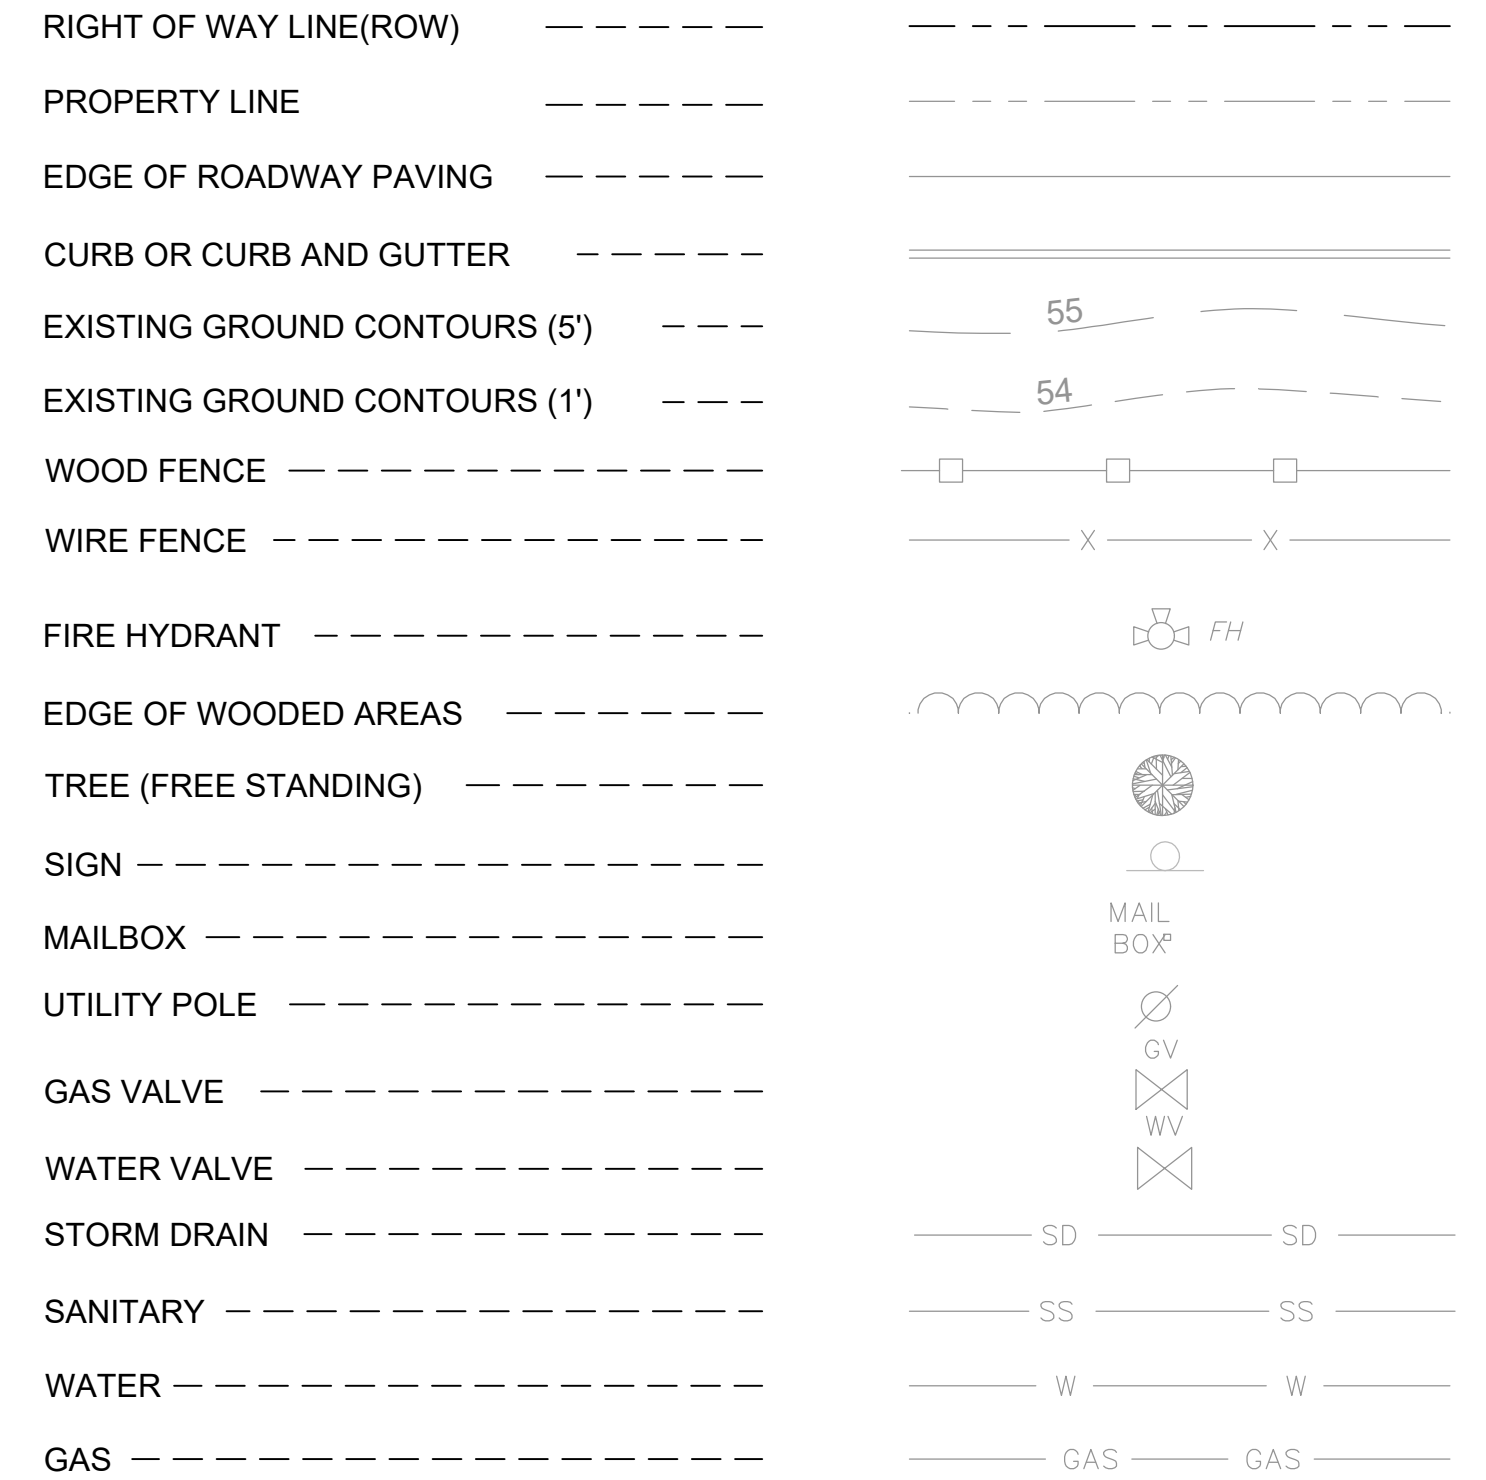 RIGHT OF WAY LINE(ROW)
PROPERTY LINE
EDGE OF ROADWAY PAVING
CURB OR CURB AND GUTTER
EXISTING GROUND CONTOURS (5') 55
EXISTING GROUND CONTOURS (1') 54
WOOD FENCE
WIRE FENCE X X
FIRE HYDRANT FH
EDGE OF WOODED AREAS
TREE (FREE STANDING)
SIGN
MAILBOX MAIL
BOX
UTILITY POLE
GV
GAS VALVE
WV
WATER VALVE
STORM DRAIN SD SD
SANITARY SS SS
WATER W W
GAS GAS GAS